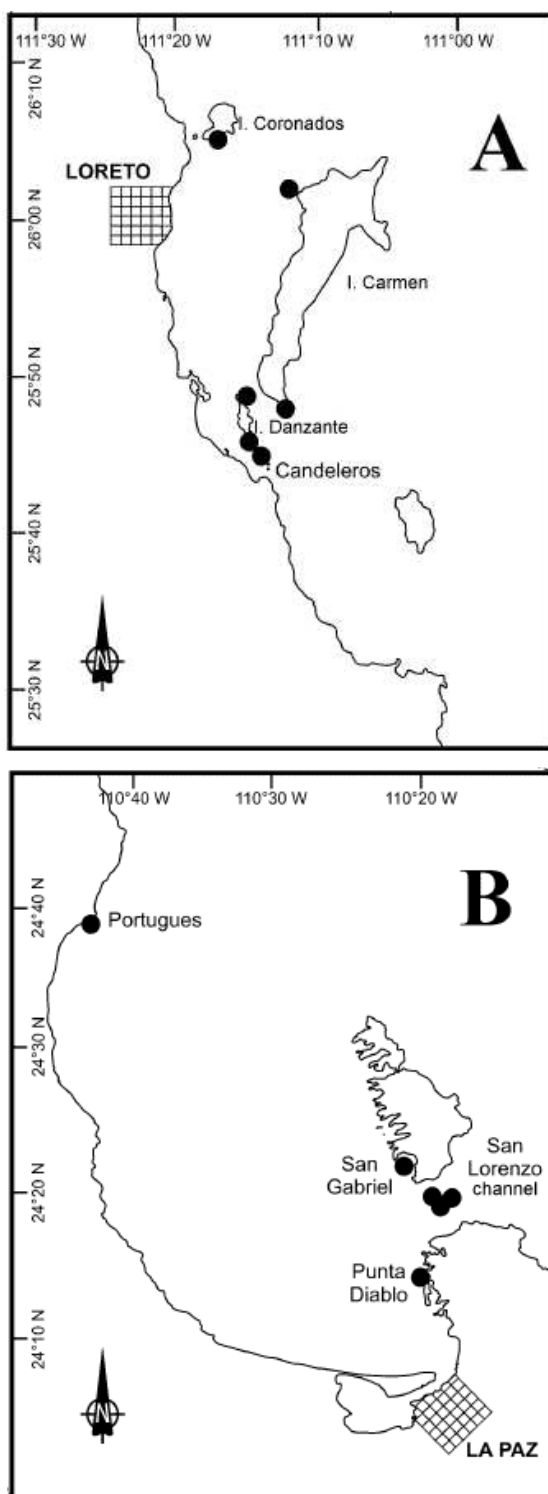 111°30 W 111°20 W 111°10 W 111°00 W
26°10 N
I. Coronados
A
LORETO
26°00 N
I. Carmen
25°50 N
I. Danzante
Candeleros
25°40 N
N
25°30 N
110°40 W 110°30 W 110°20 W
B
24°40 N
Portugues
24°30 N
San
Gabriel
San
Lorenzo
channel
24°20 N
Punta
Diablo
24°10 N
N
LA PAZ